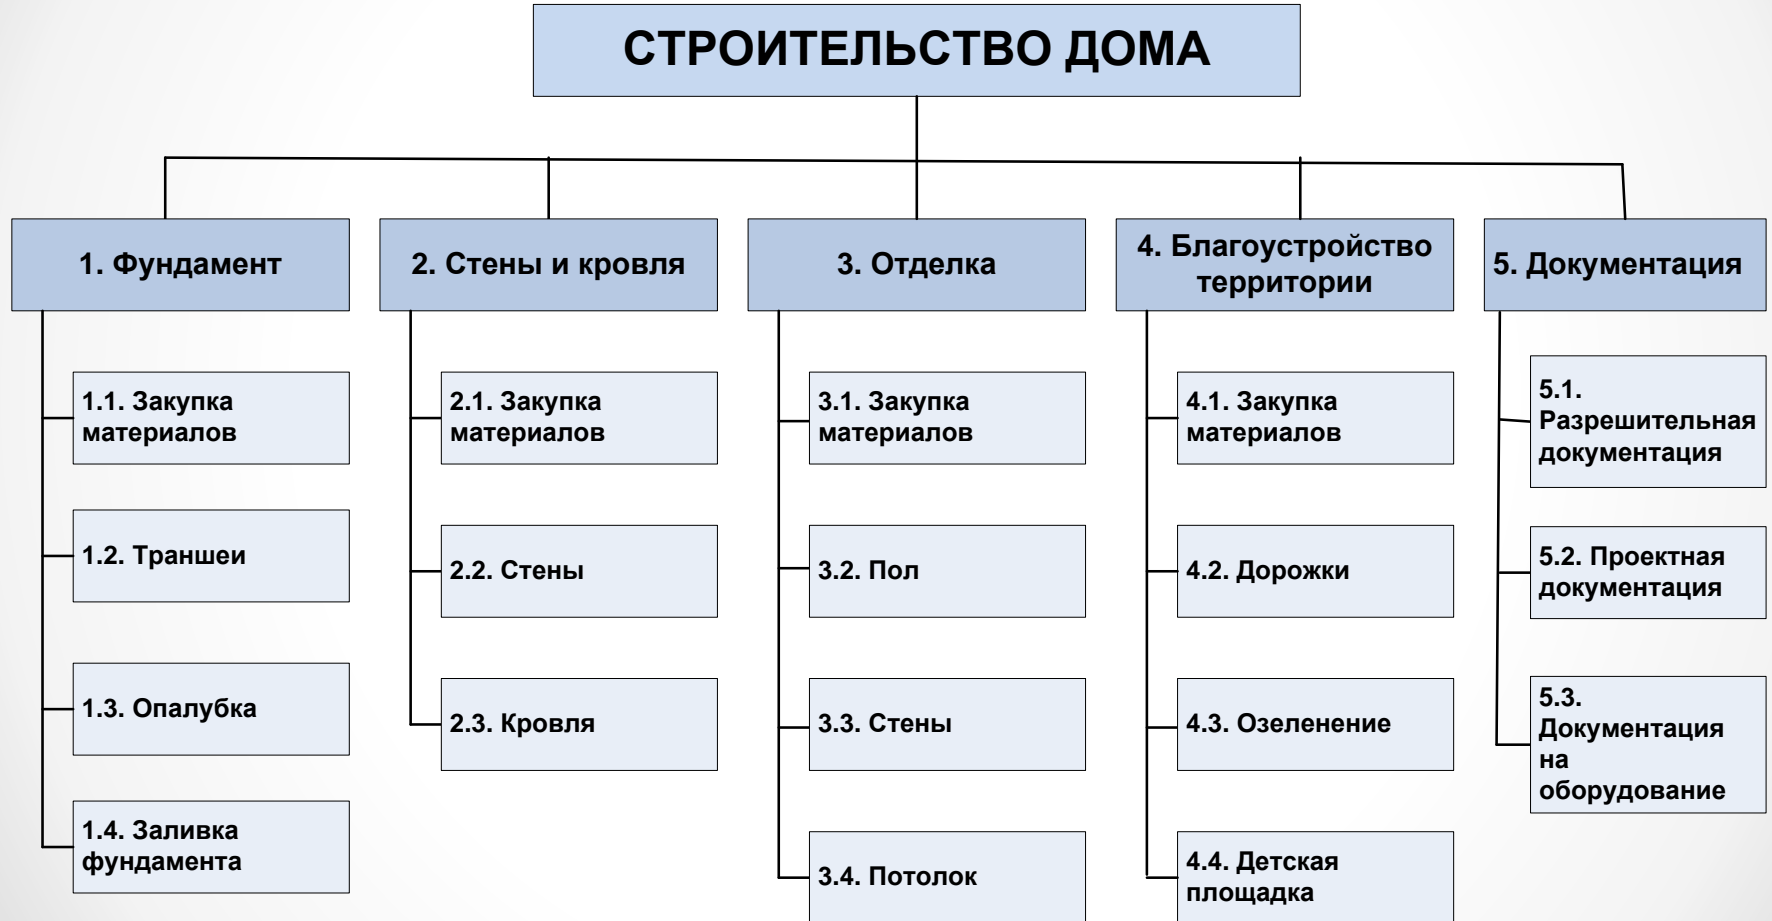 СТРОИТЕЛЬСТВО ДОМА
1. Фундамент
1.1. Закупка
материалов
1.2. Траншеи
1.3. Опалубка
1.4. Заливка
фундамента
2. Стены и кровля
2.1. Закупка
материалов
2.2. Стены
2.3. Кровля
3. Отделка
3.1. Закупка
материалов
3.2. Пол
3.3. Стены
3.4. Потолок
4. Благоустройство
территории
4.1. Закупка
материалов
4.2. Дорожки
4.3. Озеленение
4.4. Детская
площадка
5. Документация
5.1.
Разрешительная
документация
5.2. Проектная
документация
5.3.
Документация
на
оборудование